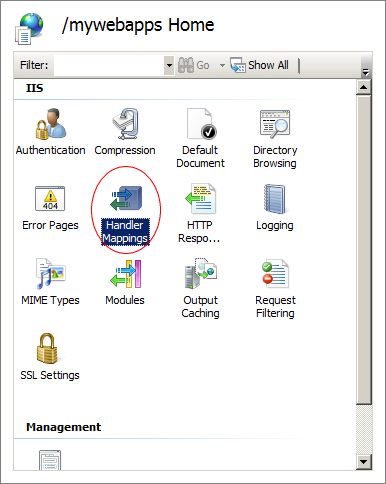 /mywebapps Home
Filter:
Go
Show All
IIS
Authentication
Compression
Default
Document
Directory
Browsing
404
Error Pages
Handler
Mappings
HTTP
Respo...
Logging
MIME Types
Modules
Output
Caching
Request
Filtering
SSL Settings
Management